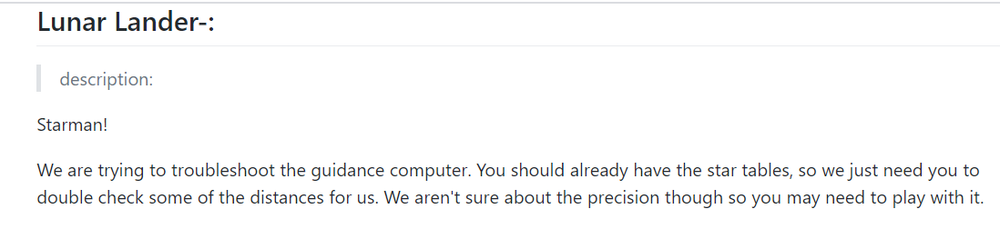 Lunar Lander-:
description:
Starman!
We are trying to troubleshoot the guidance computer. You should already have the star tables, so we just need you to
double check some of the distances for us. We aren't sure about the precision though so you may need to play with it.